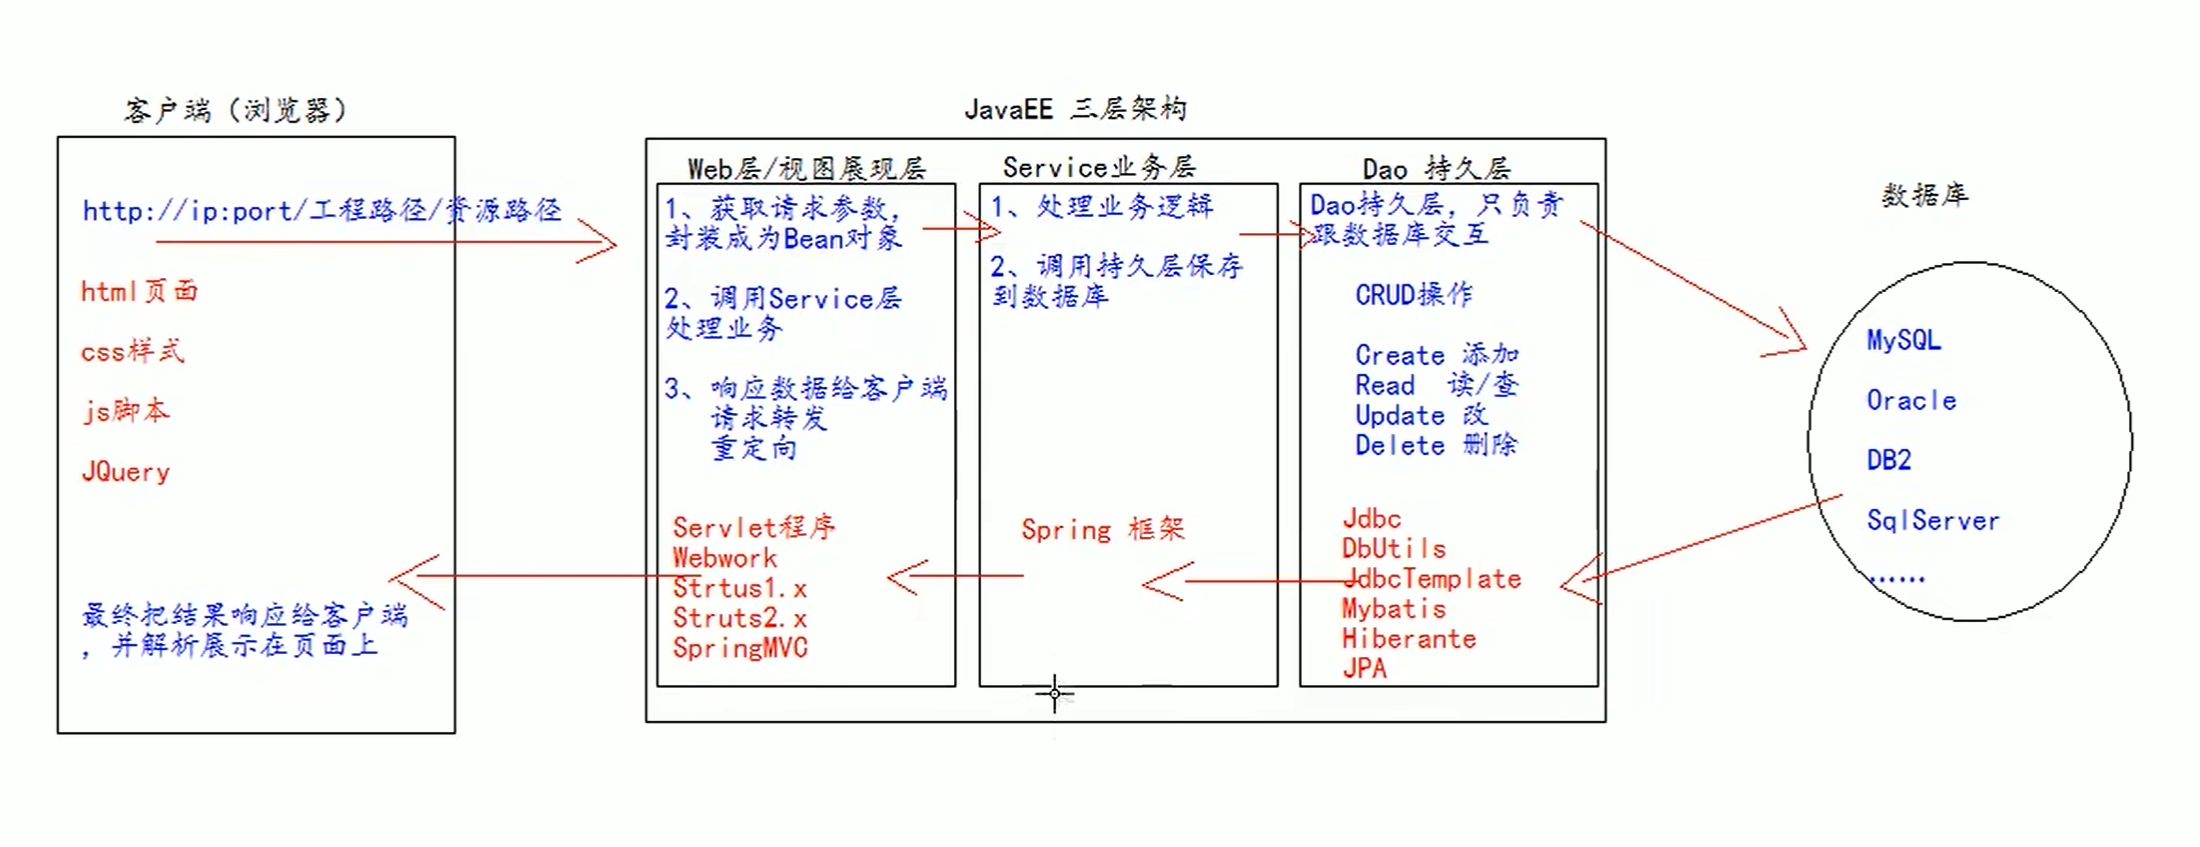 客户端（浏览器）
http://ip:port/工程路径/资源路径
html页面
css样式
js脚本
JQuery
最终把结果响应给客户端
，并解析展示在页面上
JavaEE 三层架构
Web层/视图展现层
1、获取请求参数，
封装成为Bean对象
2、调用Service层
处理业务
3、响应数据给客户端
请求转发
重定向
Servlet程序
Webwork
Strtus1.x
Struts2.x
SpringMVC
Service业务层
1、处理业务逻辑
2、调用持久层保存
到数据库
Spring 框架
Dao 持久层
Dao持久层，只负责
跟数据库交互
CRUD操作
Create 添加
Read 读/查
Update 改
Delete 删除
Jdbc
DbUtils
JdbcTemplate
Mybatis
Hiberante
JPA
数据库
MySQL
Oracle
DB2
SqlServer
......